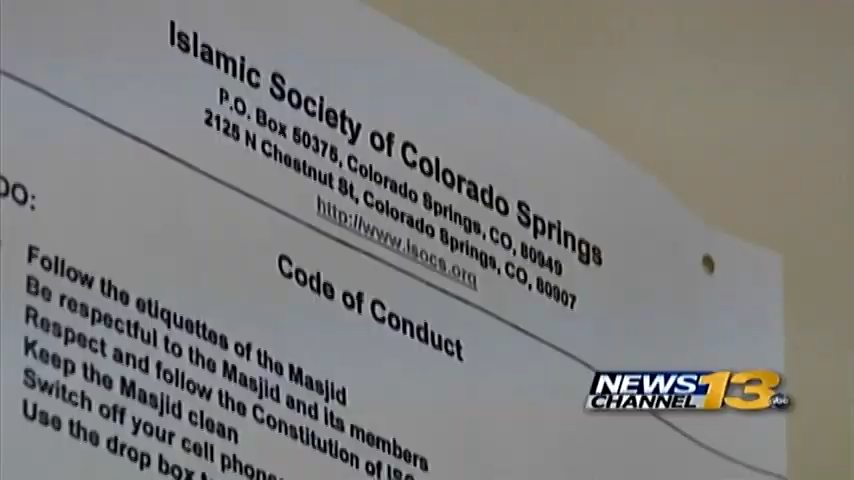 Islamic Society of Colorado Springs
P.O. Box 50375, Colorado Springs, CO, 80949
2125 N Chestnut St, Colorado Springs, CO, 80907
http://www.isocs.org
Code of Conduct
DO:
Follow the etiquettes of the Masjid
Be respectful to the Masjid and its members
Respect and follow the Constitution of
Keep the Masjid clean
Switch off your cell
Use the drop box
NEWS
CHANNEL 13 abc